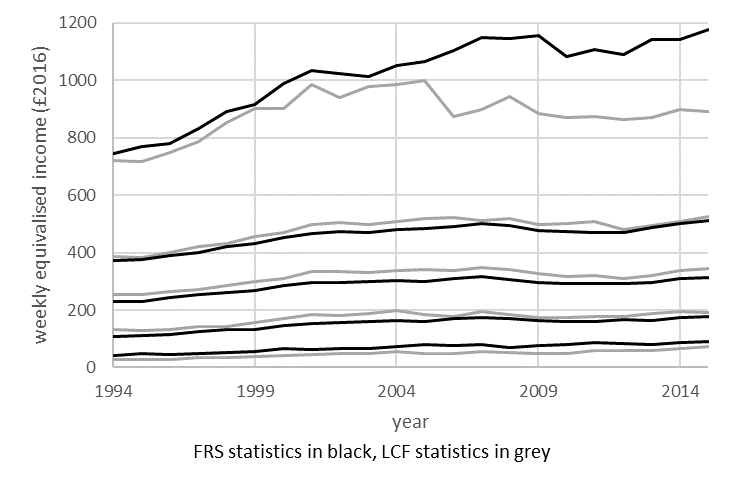 1200
1000
800
600
400
200
0
weekly equivalised income (£2016)
1994 1999 2004 2009 2014
year
FRS statistics in black, LCF statistics in grey